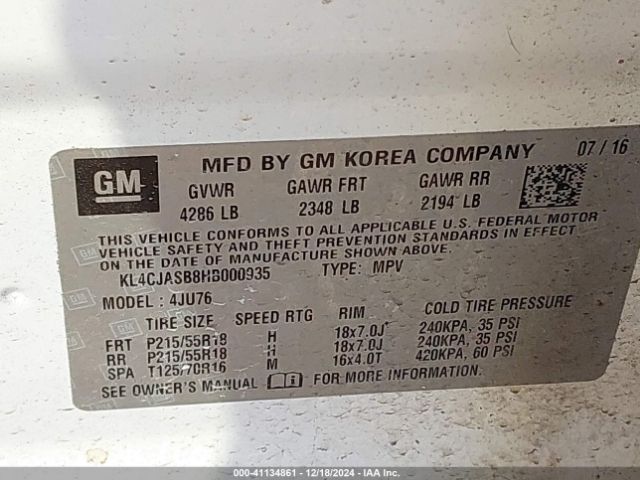 GM
MFD BY GM KOREA COMPANY 07 / 16
GVWR GAWR FRT GAWR RR
4286 LB 2348 LB 2194 LB
THIS VEHICLE CONFORMS TO ALL APPLICABLE U.S. FEDERAL MOTOR
VEHICLE SAFETY AND THEFT PREVENTION STANDARDS IN EFFECT
ON THE DATE OF MANUFACTURE SHOWN ABOVE.
KL4CJASB8HB000935 TYPE: MPV
MODEL : 4JU76
TIRE SIZE SPEED RTG RIM COLD TIRE PRESSURE
FRT P215/55R18 H 18x7.0J 240KPA, 35 PSI
RR P215/55R18 H 18x7.0J 240KPA, 35 PSI
SPA T125/70R16 M 16x4.0T 420KPA, 60 PSI
SEE OWNER'S MANUAL FOR MORE INFORMATION.
000-41134861 - 12/18/2024 - IAA Inc.